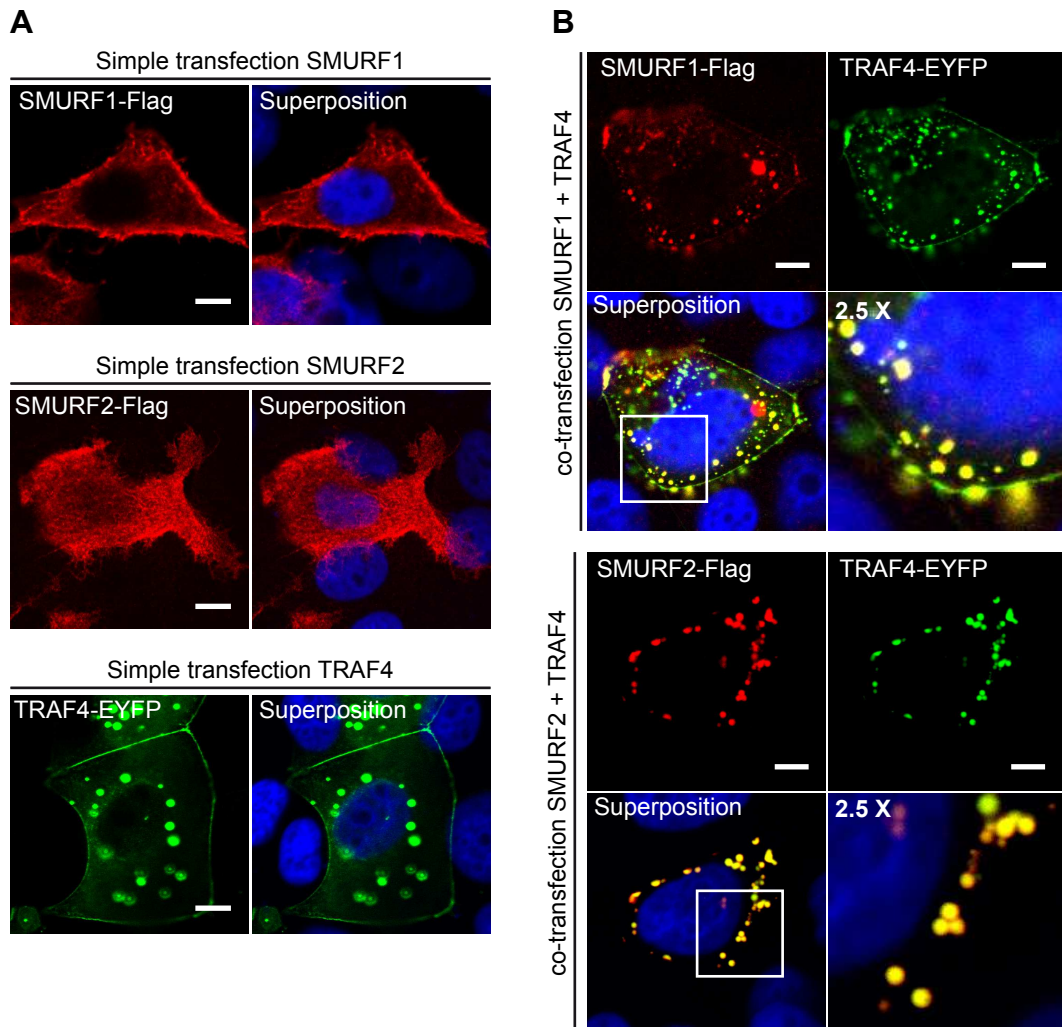 A
Simple transfection SMURF1
SMURF1-Flag
Superposition
Simple transfection SMURF2
SMURF2-Flag
Superposition
Simple transfection TRAF4
TRAF4-EYFP
Superposition
B
co-transfection SMURF1 + TRAF4
SMURF1-Flag
TRAF4-EYFP
Superposition
2.5 X
co-transfection SMURF2 + TRAF4
SMURF2-Flag
TRAF4-EYFP
Superposition
2.5 X